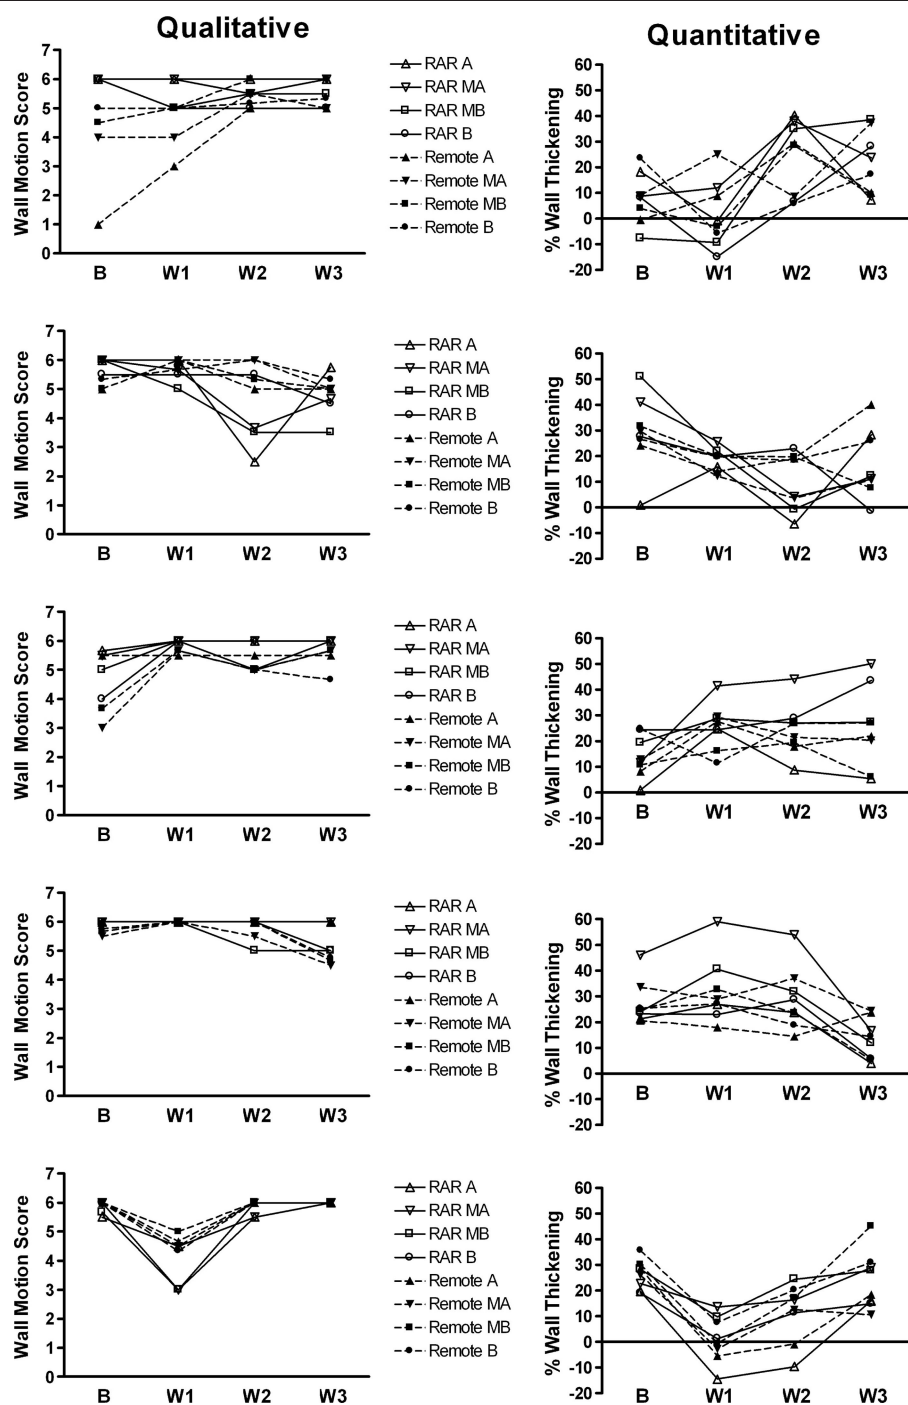 Qualitative
Quantitative
Wall Motion Score
7
6
5
4
3
2
1
0
B W1 W2 W3
RAR A
RAR MA
RAR MB
RAR B
Remote A
Remote MA
Remote MB
Remote B
% Wall Thickening
60
50
40
30
20
10
0
-10
-20
B W1 W2 W3
Wall Motion Score
7
6
5
4
3
2
1
0
B W1 W2 W3
RAR A
RAR MA
RAR MB
RAR B
Remote A
Remote MA
Remote MB
Remote B
% Wall Thickening
60
50
40
30
20
10
0
-10
-20
B W1 W2 W3
Wall Motion Score
7
6
5
4
3
2
1
0
B W1 W2 W3
RAR A
RAR MA
RAR MB
RAR B
Remote A
Remote MA
Remote MB
Remote B
% Wall Thickening
60
50
40
30
20
10
0
-10
-20
B W1 W2 W3
Wall Motion Score
7
6
5
4
3
2
1
0
B W1 W2 W3
RAR A
RAR MA
RAR MB
RAR B
Remote A
Remote MA
Remote MB
Remote B
% Wall Thickening
60
50
40
30
20
10
0
-10
-20
B W1 W2 W3
Wall Motion Score
7
6
5
4
3
2
1
0
B W1 W2 W3
RAR A
RAR MA
RAR MB
RAR B
Remote A
Remote MA
Remote MB
Remote B
% Wall Thickening
60
50
40
30
20
10
0
-10
-20
B W1 W2 W3